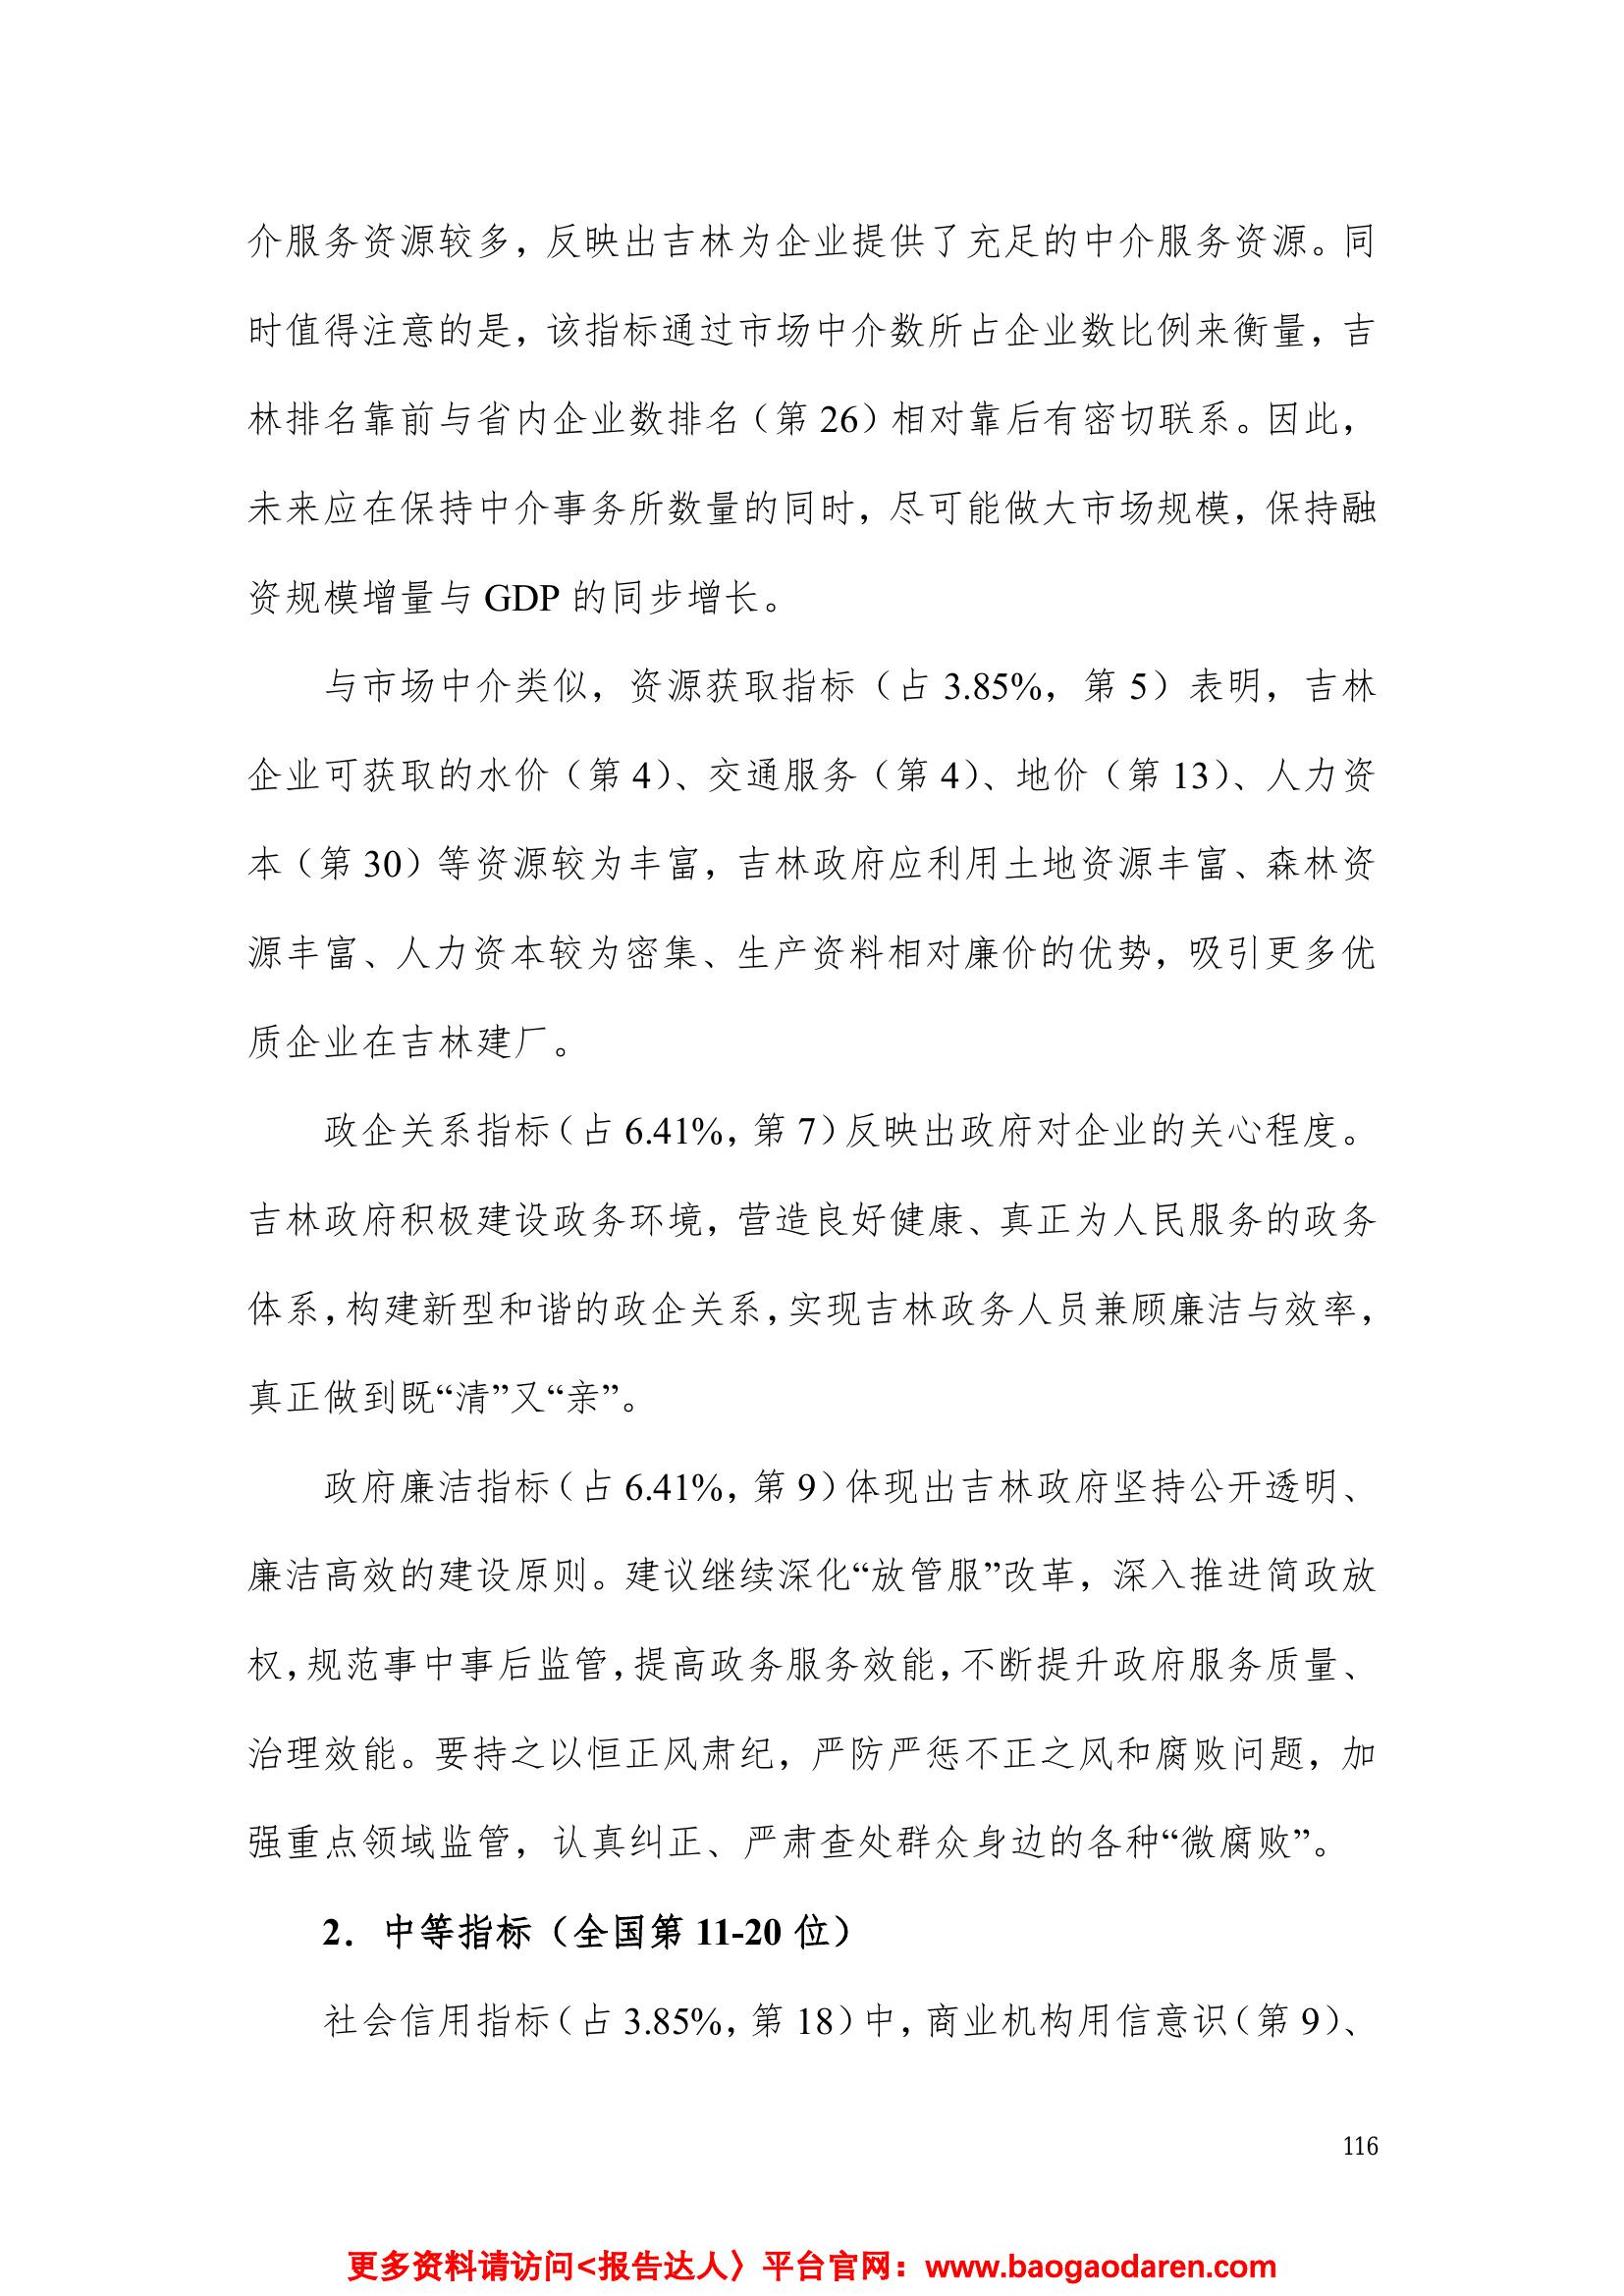 介服务资源较多，反映出吉林为企业提供了充足的中介服务资源。同
时值得注意的是，该指标通过市场中介数所占企业数比例来衡量，吉
林排名靠前与省内企业数排名（第 26）相对靠后有密切联系。因此，
未来应在保持中介事务所数量的同时，尽可能做大市场规模，保持融
资规模增量与 GDP 的同步增长。
与市场中介类似，资源获取指标（占 3.85%，第 5）表明，吉林
企业可获取的水价（第 4）、交通服务（第 4）、地价（第 13）、人力资
本（第 30）等资源较为丰富，吉林政府应利用土地资源丰富、森林资
源丰富、人力资本较为密集、生产资料相对廉价的优势，吸引更多优
质企业在吉林建厂。
政企关系指标（占 6.41%，第 7）反映出政府对企业的关心程度。
吉林政府积极建设政务环境，营造良好健康、真正为人民服务的政务
体系，构建新型和谐的政企关系，实现吉林政务人员兼顾廉洁与效率，
真正做到既“清”又“亲”。
政府廉洁指标（占 6.41%，第 9）体现出吉林政府坚持公开透明、
廉洁高效的建设原则。建议继续深化“放管服”改革，深入推进简政放
权，规范事中事后监管，提高政务服务效能，不断提升政府服务质量、
治理效能。要持之以恒正风肃纪，严防严惩不正之风和腐败问题，加
强重点领域监管，认真纠正、严肃查处群众身边的各种“微腐败”。
2．中等指标（全国第 11-20 位）
社会信用指标（占 3.85%，第 18）中，商业机构用信意识（第 9）、
116
更多资料请访问<报告达人〉平台官网：www.baogaodaren.com